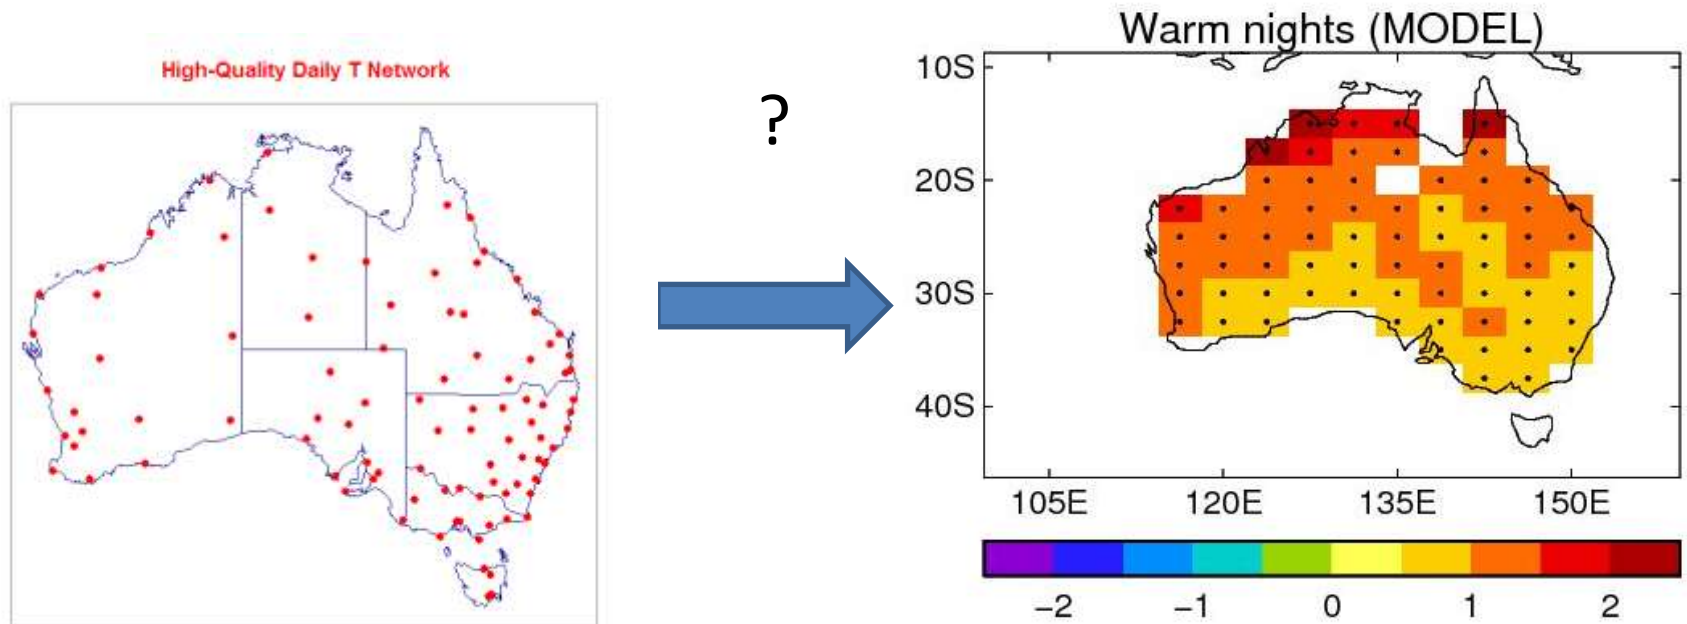 High-Quality Daily T Network
?
Warm nights (MODEL)
10S
20S
30S
40S
105E 120E 135E 150E
−2 −1 0 1 2